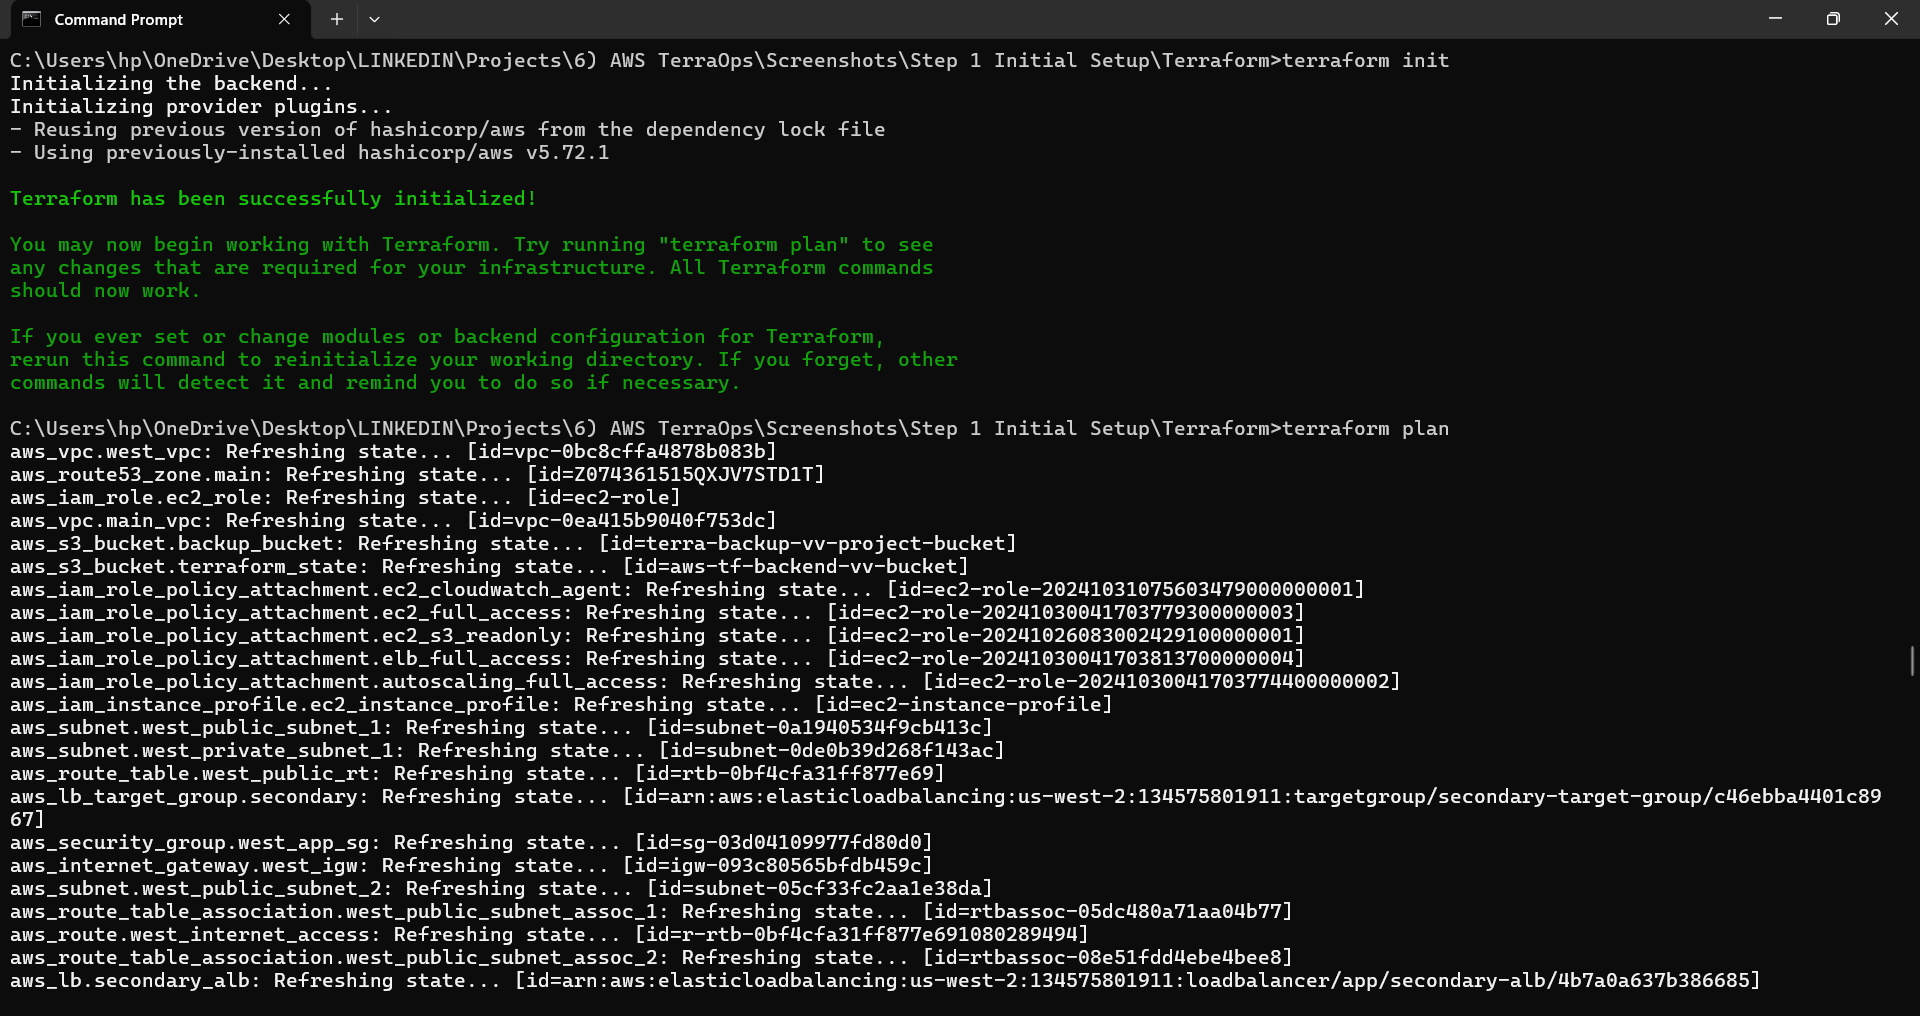 Command Prompt
C:\Users\hp\OneDrive\Desktop\LINKEDIN\Projects\6) AWS TerraOps\Screenshots\Step 1 Initial Setup\Terraform>terraform init
Initializing the backend...
Initializing provider plugins...
- Reusing previous version of hashicorp/aws from the dependency lock file
- Using previously-installed hashicorp/aws v5.72.1
Terraform has been successfully initialized!
You may now begin working with Terraform. Try running "terraform plan" to see
any changes that are required for your infrastructure. All Terraform commands
should now work.
If you ever set or change modules or backend configuration for Terraform,
rerun this command to reinitialize your working directory. If you forget, other
commands will detect it and remind you to do so if necessary.
C:\Users\hp\OneDrive\Desktop\LINKEDIN\Projects\6) AWS TerraOps\Screenshots\Step 1 Initial Setup\Terraform>terraform plan
aws_vpc.west_vpc: Refreshing state... [id=vpc-0bc8cffa4878b083b]
aws_route53_zone.main: Refreshing state... [id=Z074361515QXJV7STD1T]
aws_iam_role.ec2_role: Refreshing state... [id=ec2-role]
aws_vpc.main_vpc: Refreshing state... [id=vpc-0ea415b9040f753dc]
aws_s3_bucket.backup_bucket: Refreshing state... [id=terra-backup-vv-project-bucket]
aws_s3_bucket.terraform_state: Refreshing state... [id=aws-tf-backend-vv-bucket]
aws_iam_role_policy_attachment.ec2_cloudwatch_agent: Refreshing state... [id=ec2-role-20241031075603479000000001]
aws_iam_role_policy_attachment.ec2_full_access: Refreshing state... [id=ec2-role-20241030041703779300000003]
aws_iam_role_policy_attachment.ec2_s3_readonly: Refreshing state... [id=ec2-role-20241026083002429100000001]
aws_iam_role_policy_attachment.elb_full_access: Refreshing state... [id=ec2-role-20241030041703813700000004]
aws_iam_role_policy_attachment.autoscaling_full_access: Refreshing state... [id=ec2-role-20241030041703774400000002]
aws_iam_instance_profile.ec2_instance_profile: Refreshing state... [id=ec2-instance-profile]
aws_subnet.west_public_subnet_1: Refreshing state... [id=subnet-0a1940534f9cb413c]
aws_subnet.west_private_subnet_1: Refreshing state... [id=subnet-0de0b39d268f143ac]
aws_route_table.west_public_rt: Refreshing state... [id=rtb-0bf4cfa31ff877e69]
aws_lb_target_group.secondary: Refreshing state... [id=arn:aws:elasticloadbalancing:us-west-2:134575801911:targetgroup/secondary-target-group/c46ebba4401c89
67]
aws_security_group.west_app_sg: Refreshing state... [id=sg-03d04109977fd80d0]
aws_internet_gateway.west_igw: Refreshing state... [id=igw-093c80565bfdb459c]
aws_subnet.west_public_subnet_2: Refreshing state... [id=subnet-05cf33fc2aa1e38da]
aws_route_table_association.west_public_subnet_assoc_1: Refreshing state... [id=rtbassoc-05dc480a71aa04b77]
aws_route.west_internet_access: Refreshing state... [id=r-rtb-0bf4cfa31ff877e691080289494]
aws_route_table_association.west_public_subnet_assoc_2: Refreshing state... [id=rtbassoc-08e51fdd4ebe4bee8]
aws_lb.secondary_alb: Refreshing state... [id=arn:aws:elasticloadbalancing:us-west-2:134575801911:loadbalancer/app/secondary-alb/4b7a0a637b386685]